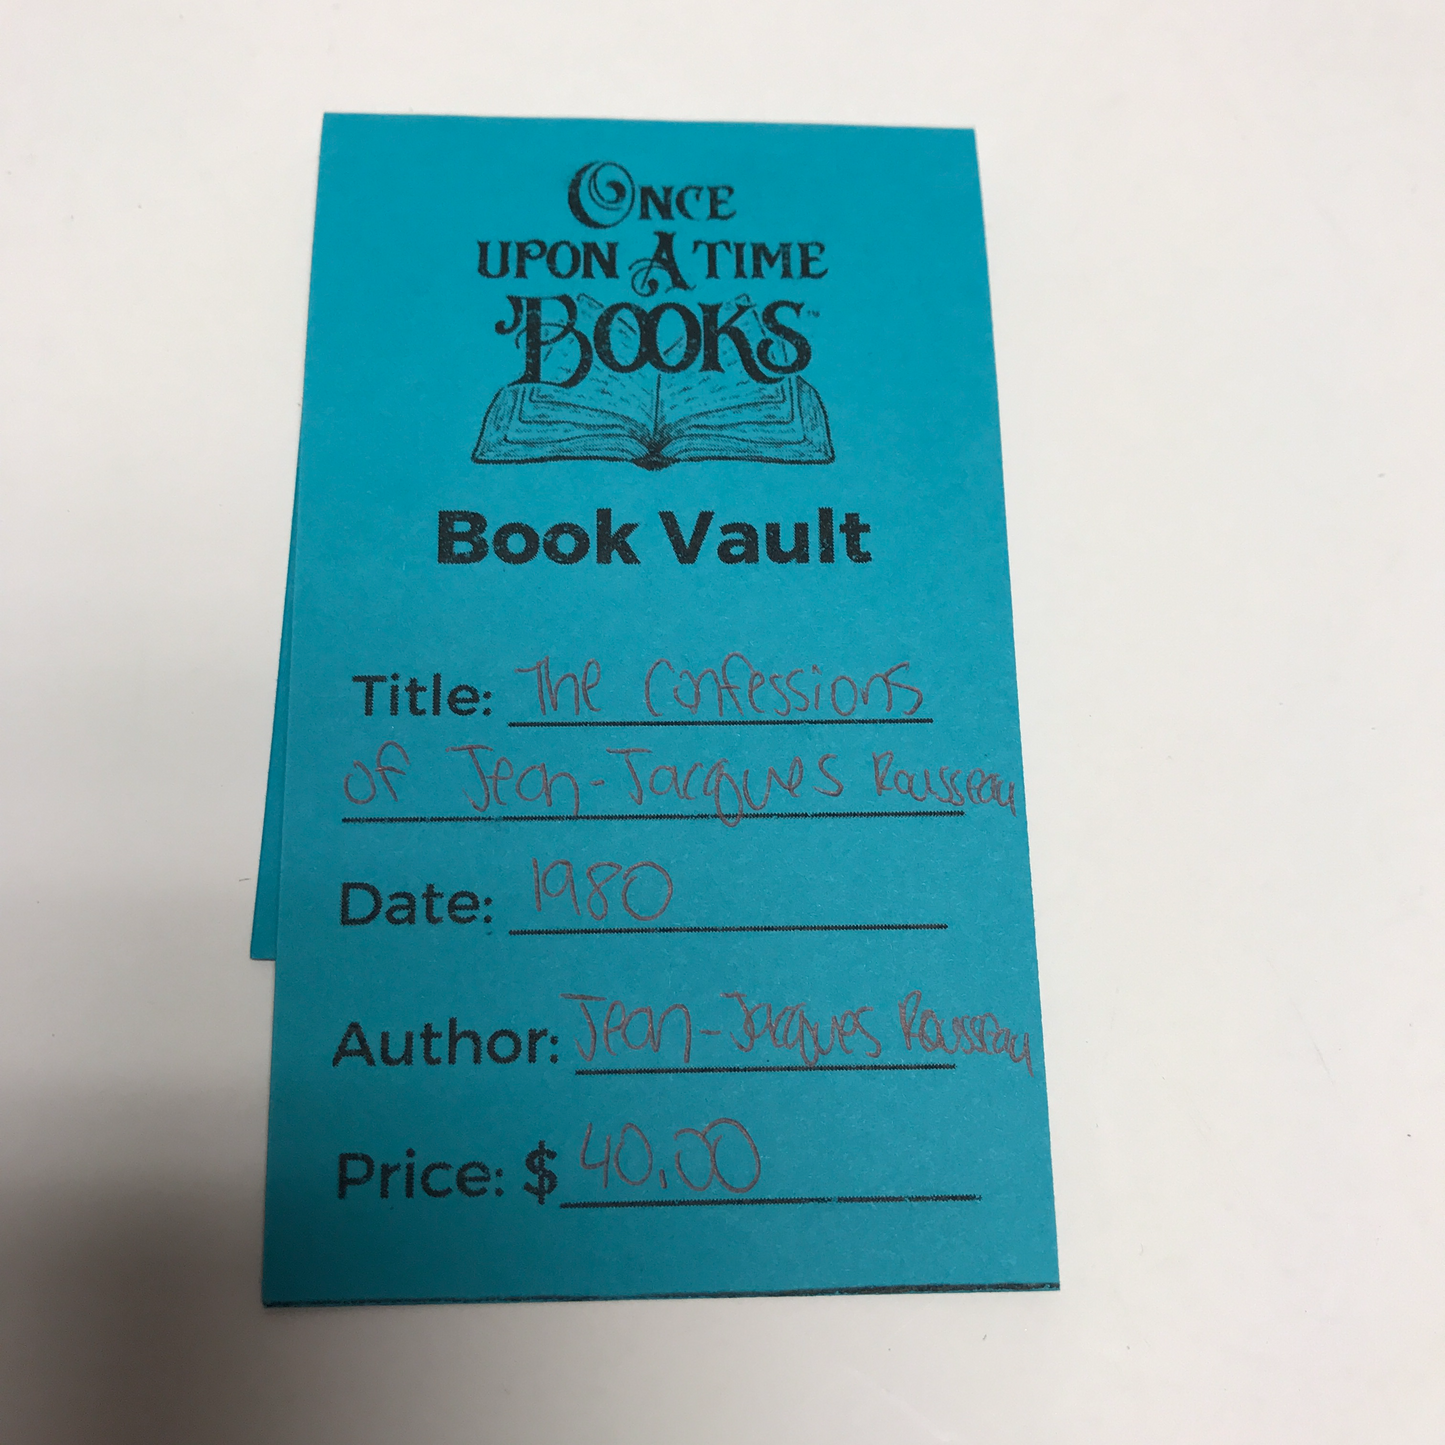 ONCE
UPON A TIME
BOOKS™
Book Vault
Title: The Confessions
of Jean-Jacques Rousseau
Date: 1980
Author: Jean-Jacques Rousseau
Price: $ 40.00